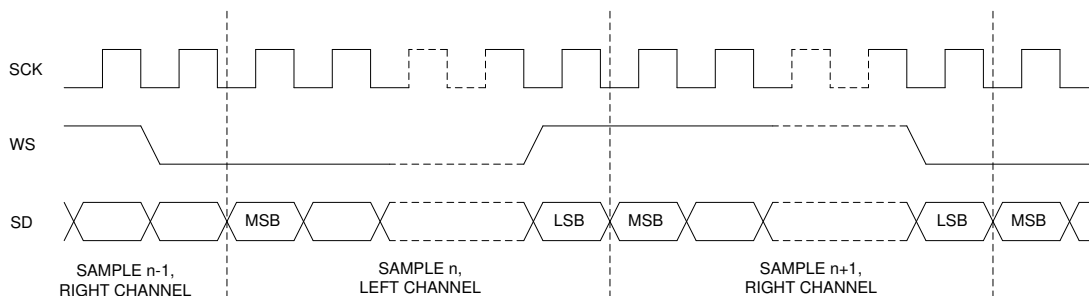 SCK
WS
SD
MSB
LSB
MSB
LSB
MSB
SAMPLE n-1,
RIGHT CHANNEL
SAMPLE n,
LEFT CHANNEL
SAMPLE n+1,
RIGHT CHANNEL